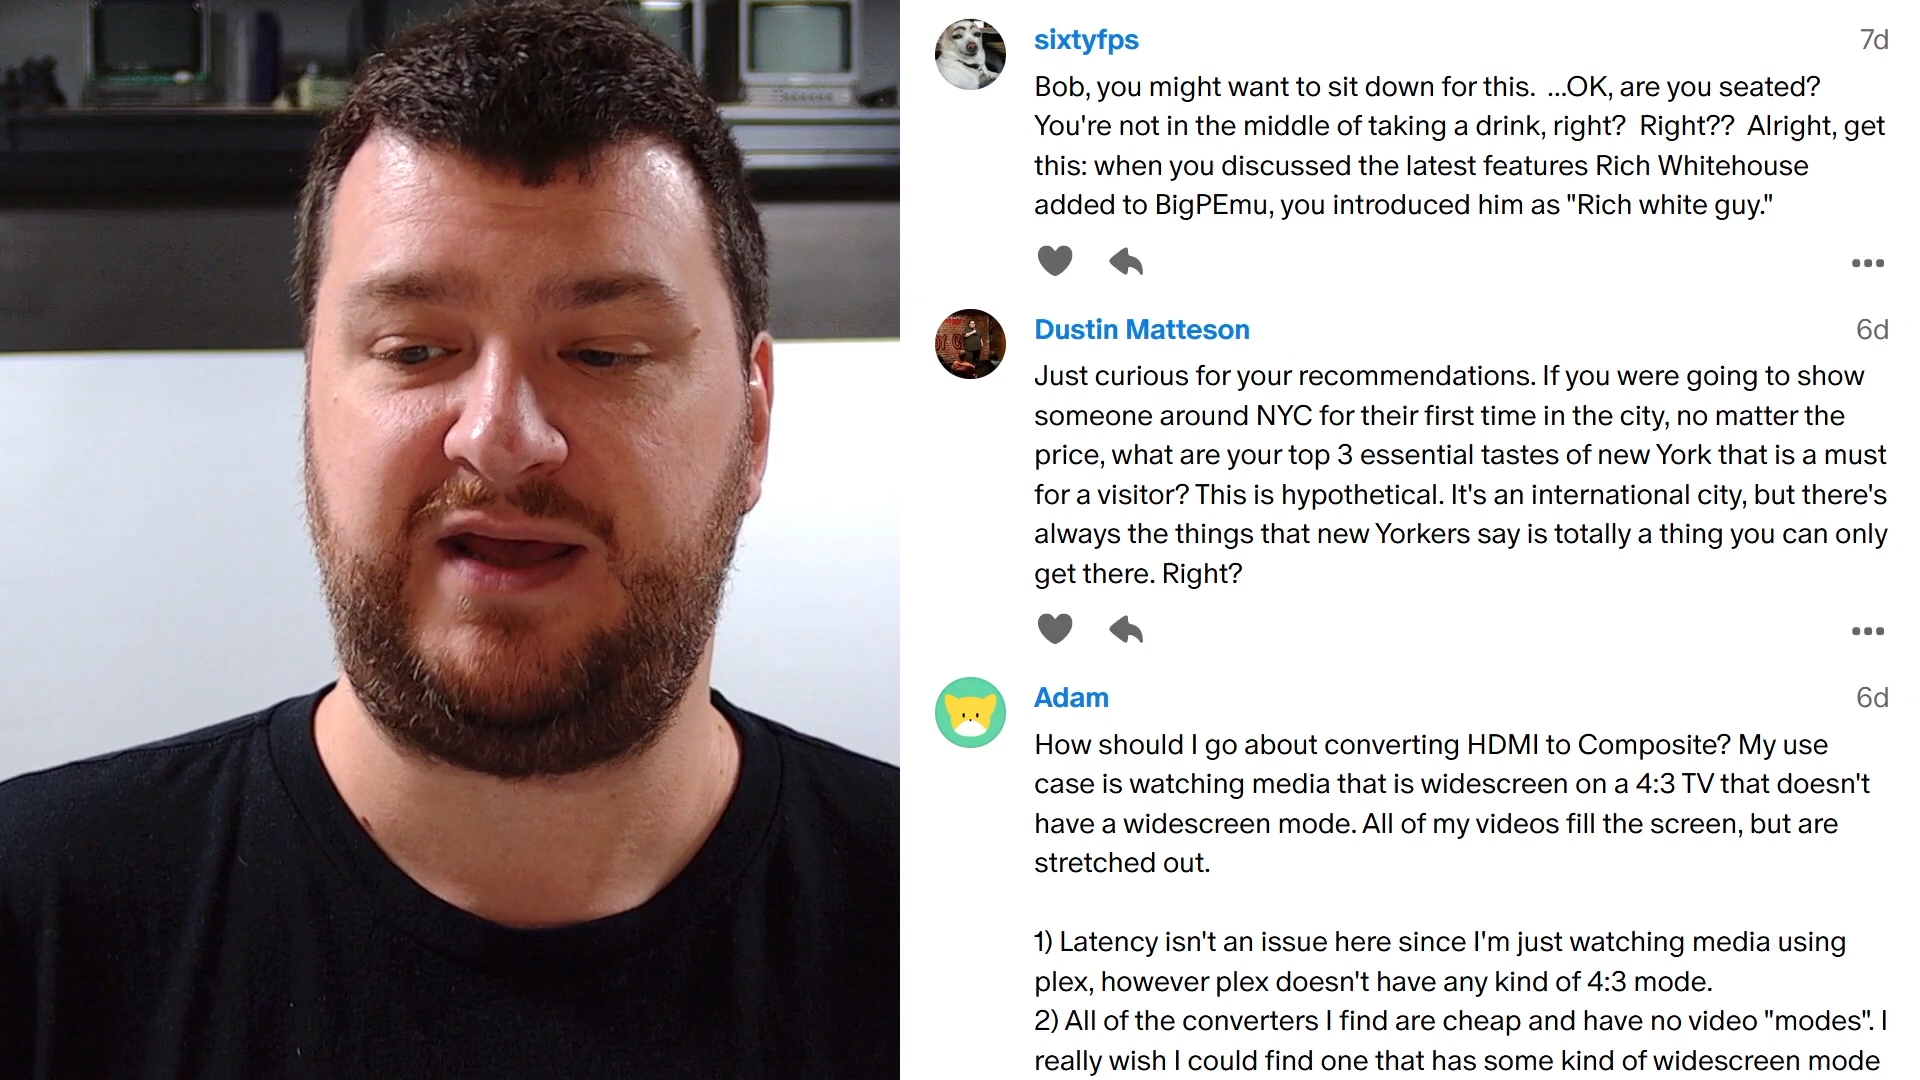 sixtyfps 7d
Bob, you might want to sit down for this.  ...OK, are you seated?
You're not in the middle of taking a drink, right?  Right??  Alright, get
this: when you discussed the latest features Rich Whitehouse
added to BigPEmu, you introduced him as "Rich white guy."
Dustin Matteson 6d
Just curious for your recommendations. If you were going to show
someone around NYC for their first time in the city, no matter the
price, what are your top 3 essential tastes of new York that is a must
for a visitor? This is hypothetical. It's an international city, but there's
always the things that new Yorkers say is totally a thing you can only
get there. Right?
Adam 6d
How should I go about converting HDMI to Composite? My use
case is watching media that is widescreen on a 4:3 TV that doesn't
have a widescreen mode. All of my videos fill the screen, but are
stretched out.
1) Latency isn't an issue here since I'm just watching media using
plex, however plex doesn't have any kind of 4:3 mode.
2) All of the converters I find are cheap and have no video "modes". I
really wish I could find one that has some kind of widescreen mode